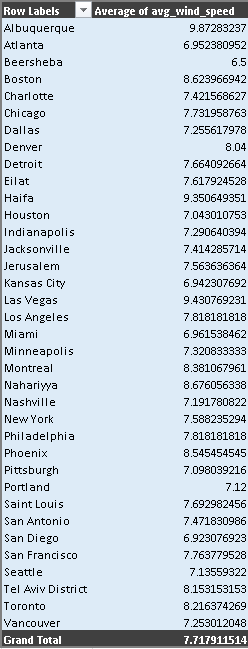 Row Labels Average of avg_wind_speed
Albuquerque 9.87283237
Atlanta 6.952380952
Beersheba 6.5
Boston 8.623966942
Charlotte 7.421568627
Chicago 7.731958763
Dallas 7.255617978
Denver 8.04
Detroit 7.664092664
Eilat 7.617924528
Haifa 9.350649351
Houston 7.043010753
Indianapolis 7.290640394
Jacksonville 7.414285714
Jerusalem 7.563636364
Kansas City 6.942307692
Las Vegas 9.430769231
Los Angeles 7.818181818
Miami 6.961538462
Minneapolis 7.320833333
Montreal 8.381067961
Nahariyya 8.676056338
Nashville 7.191780822
New York 7.588235294
Philadelphia 7.818181818
Phoenix 8.545454545
Pittsburgh 7.098039216
Portland 7.12
Saint Louis 7.692982456
San Antonio 7.471830986
San Diego 6.923076923
San Francisco 7.763779528
Seattle 7.13559322
Tel Aviv District 8.153153153
Toronto 8.216374269
Vancouver 7.253012048
Grand Total 7.717911514